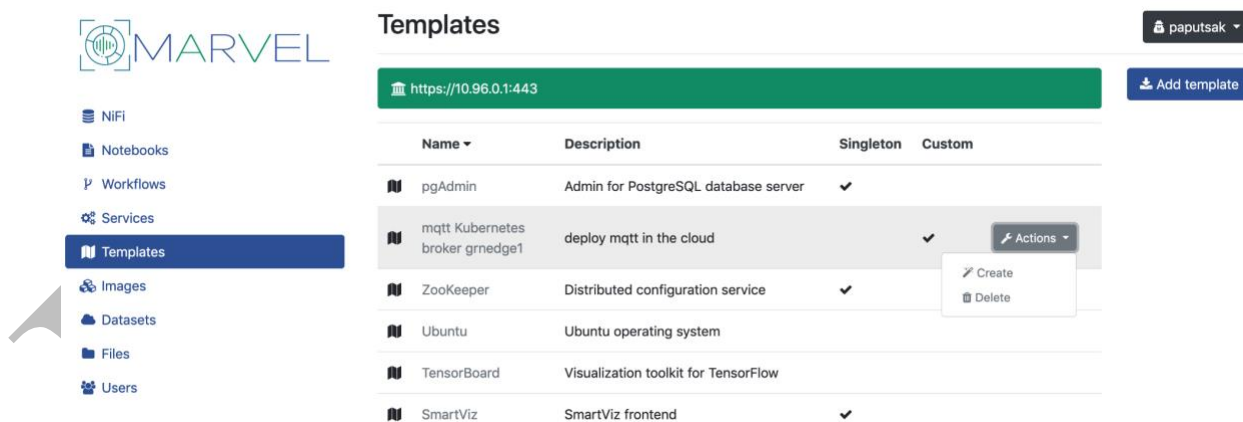 MARVEL
Templates
paputsak
https://10.96.0.1:443
Add template
NiFi
Notebooks
Workflows
Services
Templates
Images
Datasets
Files
Users
Name Description Singleton Custom
pgAdmin Admin for PostgreSQL database server
mqtt Kubernetes
broker grnedge1
deploy mqtt in the cloud
Actions
Create
Delete
ZooKeeper Distributed configuration service
Ubuntu Ubuntu operating system
TensorBoard Visualization toolkit for TensorFlow
SmartViz SmartViz frontend